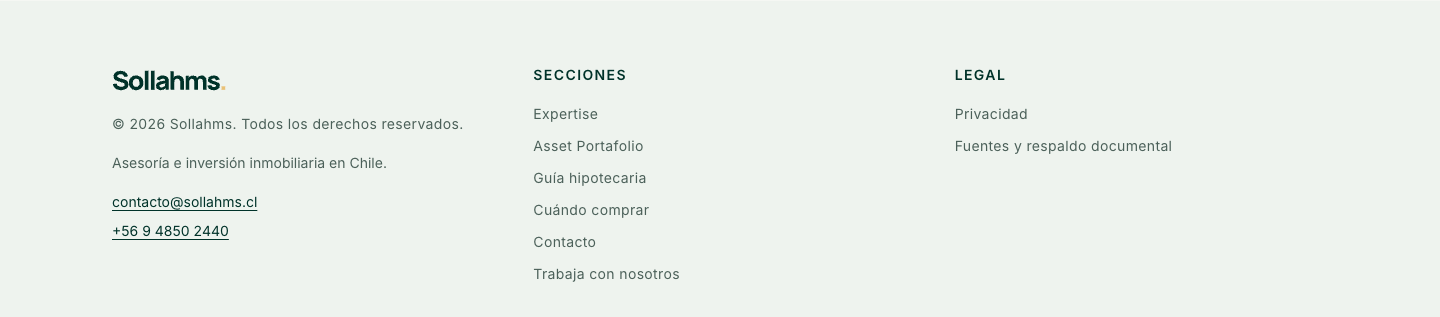 Sollahms.
© 2026 Sollahms. Todos los derechos reservados.
Asesoría e inversión inmobiliaria en Chile.
contacto@sollahms.cl
+56 9 4850 2440
SECCIONES
Expertise
Asset Portafolio
Guía hipotecaria
Cuándo comprar
Contacto
Trabaja con nosotros
LEGAL
Privacidad
Fuentes y respaldo documental